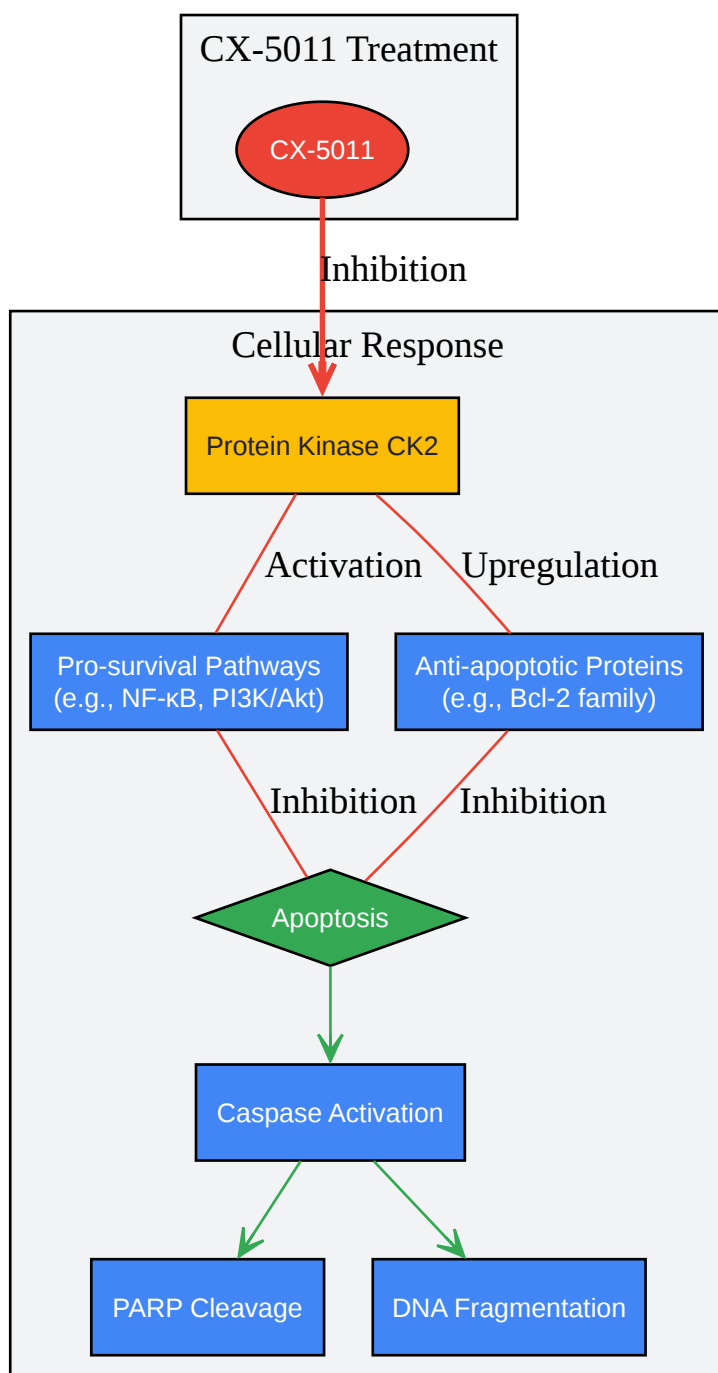 CX-5011 Treatment
CX-5011
Inhibition
Cellular Response
Protein Kinase CK2
Activation
Upregulation
Pro-survival Pathways
(e.g., NF-κB, PI3K/Akt)
Anti-apoptotic Proteins
(e.g., Bcl-2 family)
Inhibition
Inhibition
Apoptosis
Caspase Activation
PARP Cleavage
DNA Fragmentation